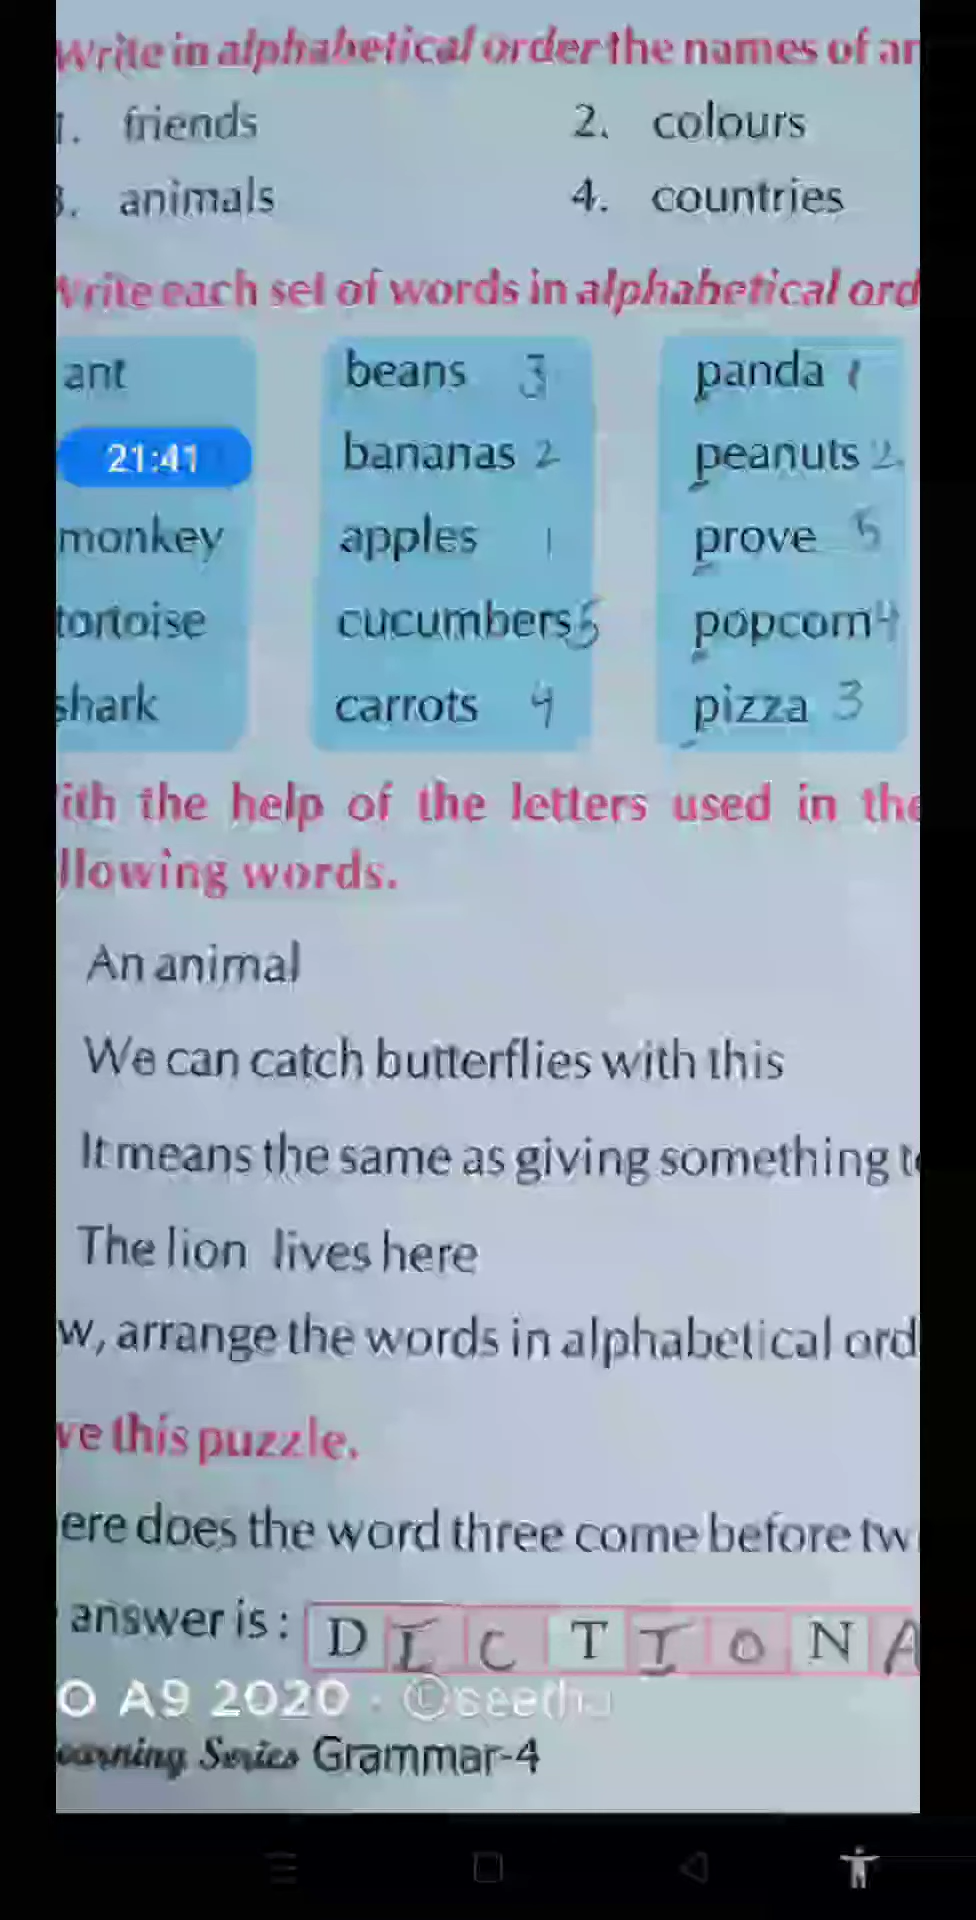 Write in alphabetical order the names of
1. friends 2. colours
3. animals 4. countries
Write each set of words in alphabetical ord
ant beans 3 panda 1
21:41 bananas 2 peanuts 2.
monkey apples 1 prove 5
tortoise cucumbers 5 popcorn 4
shark carrots 4 pizza 3
ith the help of the letters used in the
llowing words.
An animal
We can catch butterflies with this
It means the same as giving something
The lion lives here
w, arrange the words in alphabetical ord
ve this puzzle.
ere does the word three come before tw
answer is : D I C T I O N A
O A9 2020 · ©seetha
earning Series Grammar-4